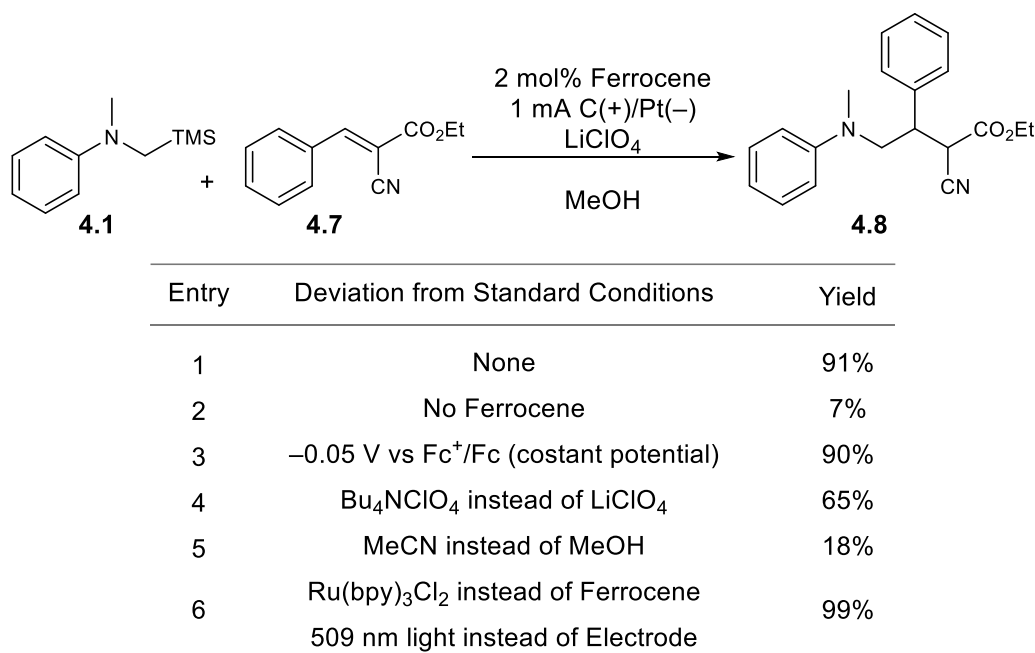 2 mol% Ferrocene
1 mA C(+)/Pt(–)
LiClO4
MeOH
N
TMS
4.1
+
CO2Et
CN
4.7
N
CO2Et
CN
4.8
Entry Deviation from Standard Conditions Yield
1 None 91%
2 No Ferrocene 7%
3 –0.05 V vs Fc+/Fc (costant potential) 90%
4 Bu4NClO4 instead of LiClO4 65%
5 MeCN instead of MeOH 18%
6 Ru(bpy)3Cl2 instead of Ferrocene 99%
509 nm light instead of Electrode